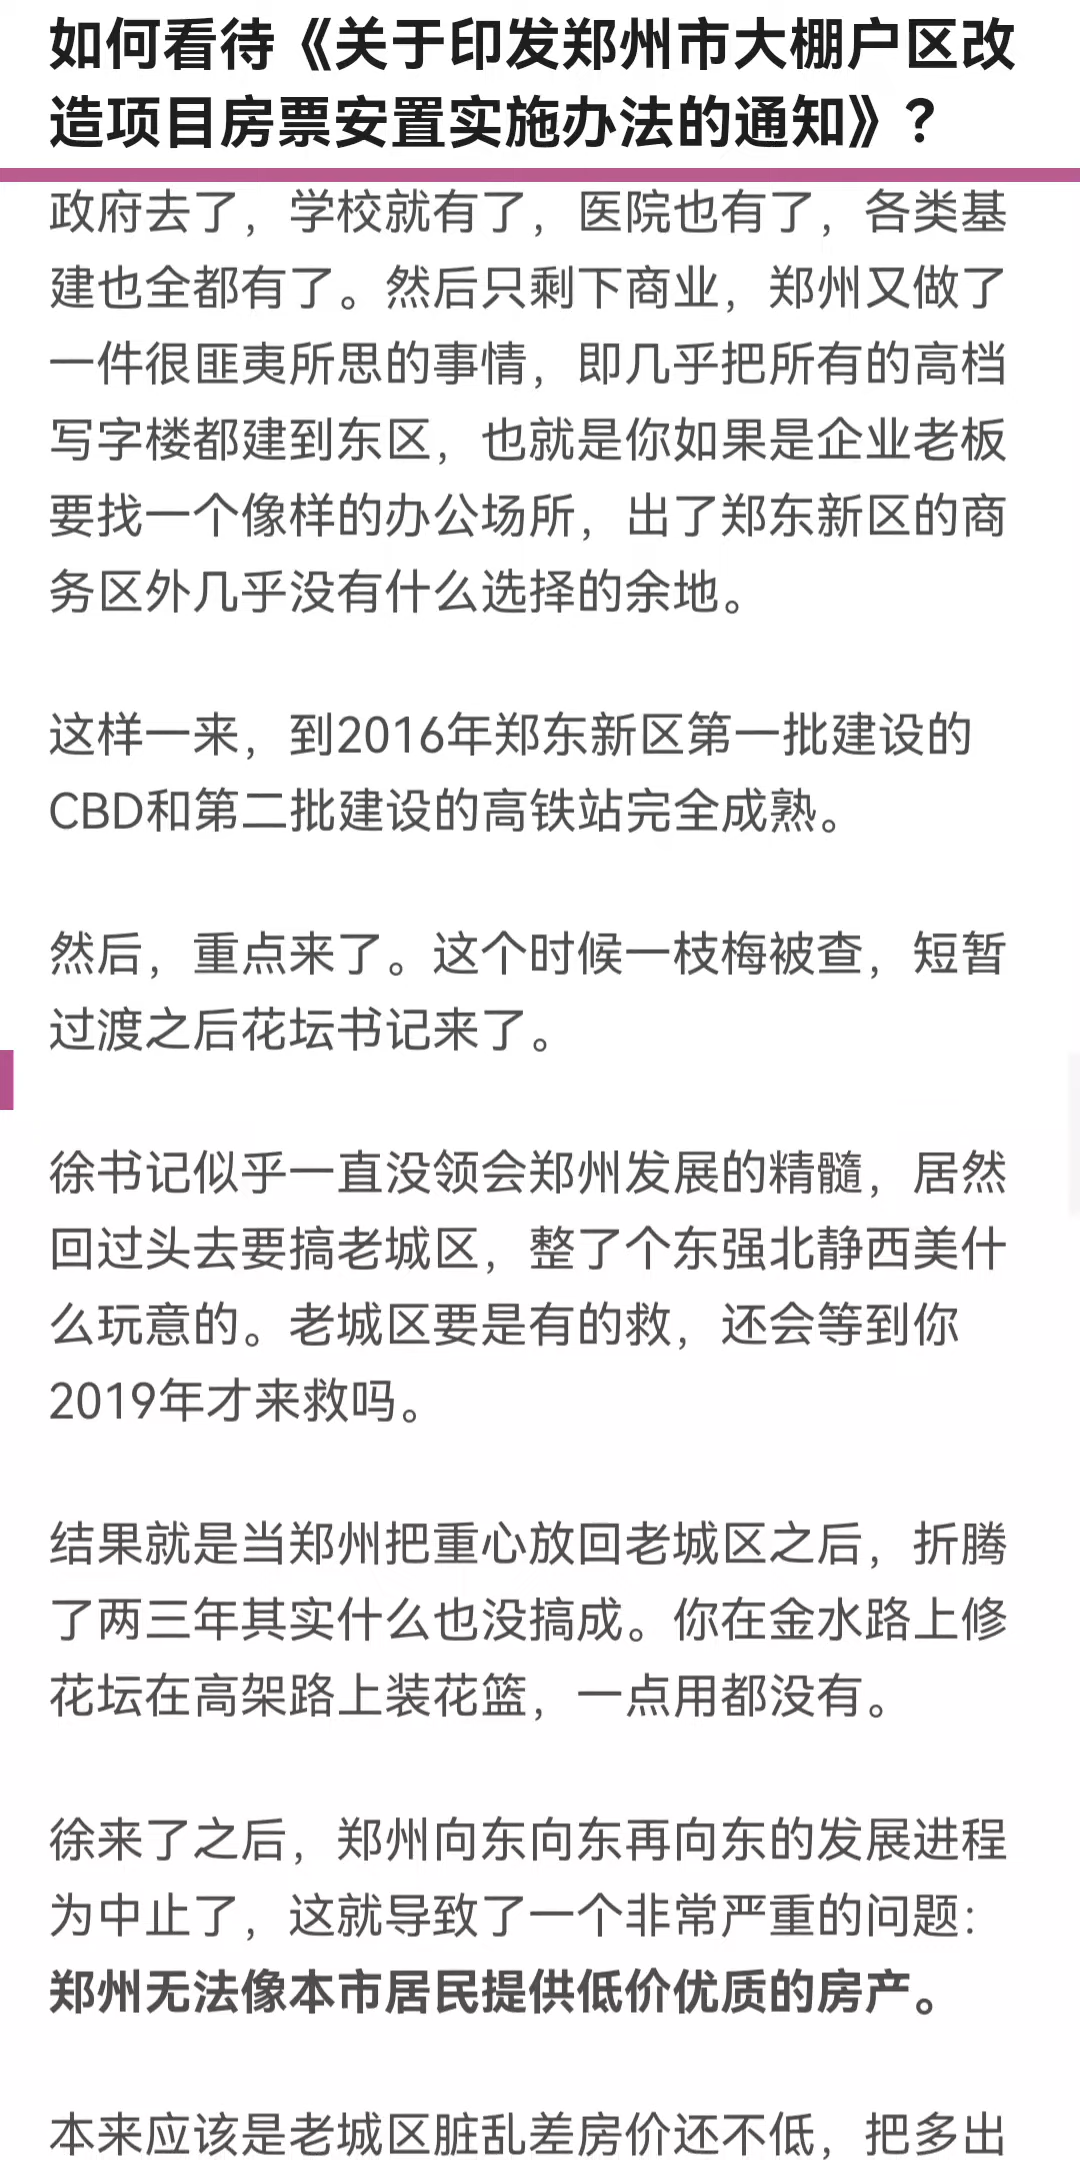 如何看待《关于印发郑州市大棚户区改
造项目房票安置实施办法的通知》?
政府去了，学校就有了，医院也有了，各类基
建也全都有了。然后只剩下商业，郑州又做了
一件很匪夷所思的事情，即几乎把所有的高档
写字楼都建到东区，也就是你如果是企业老板
要找一个像样的办公场所，出了郑东新区的商
务区外几乎没有什么选择的余地。
这样一来，到2016年郑东新区第一批建设的
CBD和第二批建设的高铁站完全成熟。
然后，重点来了。这个时候一枝梅被查，短暂
过渡之后花坛书记来了。
徐书记似乎一直没领会郑州发展的精髓，居然
回过头去要搞老城区，整了个东强北静西美什
么玩意的。老城区要是有的救，还会等到你
2019年才来救吗。
结果就是当郑州把重心放回老城区之后，折腾
了两三年其实什么也没搞成。你在金水路上修
花坛在高架路上装花篮，一点用都没有。
徐来了之后，郑州向东向东再向东的发展进程
为中止了，这就导致了一个非常严重的问题：
郑州无法像本市居民提供低价优质的房产。
本来应该是老城区脏乱差房价还不低，把多出